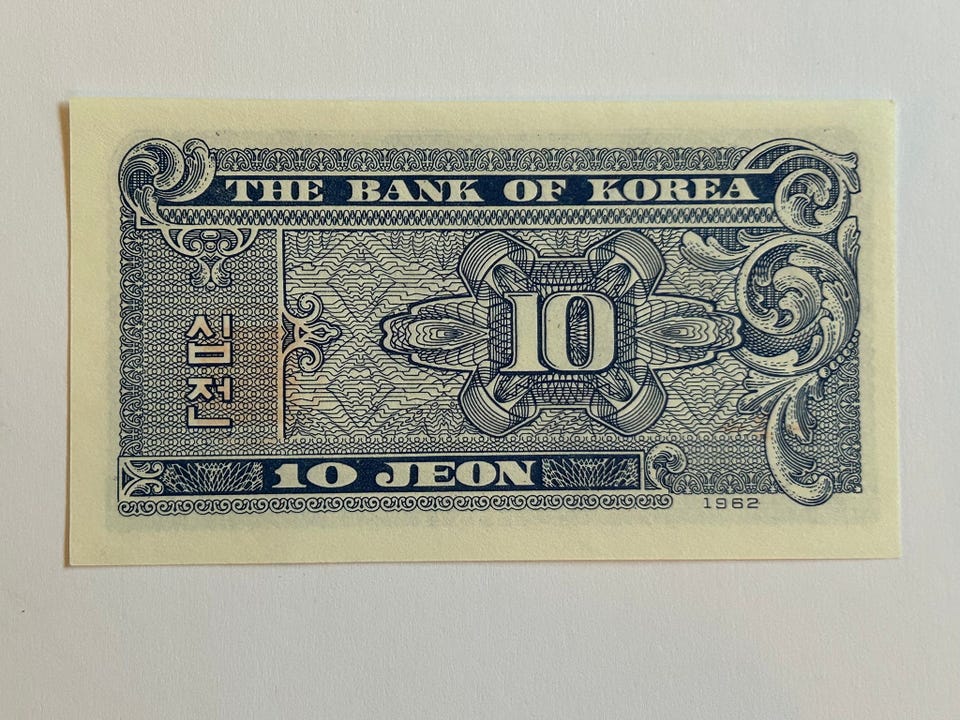 THE BANK OF KOREA
십전
10
10 JEON
1962